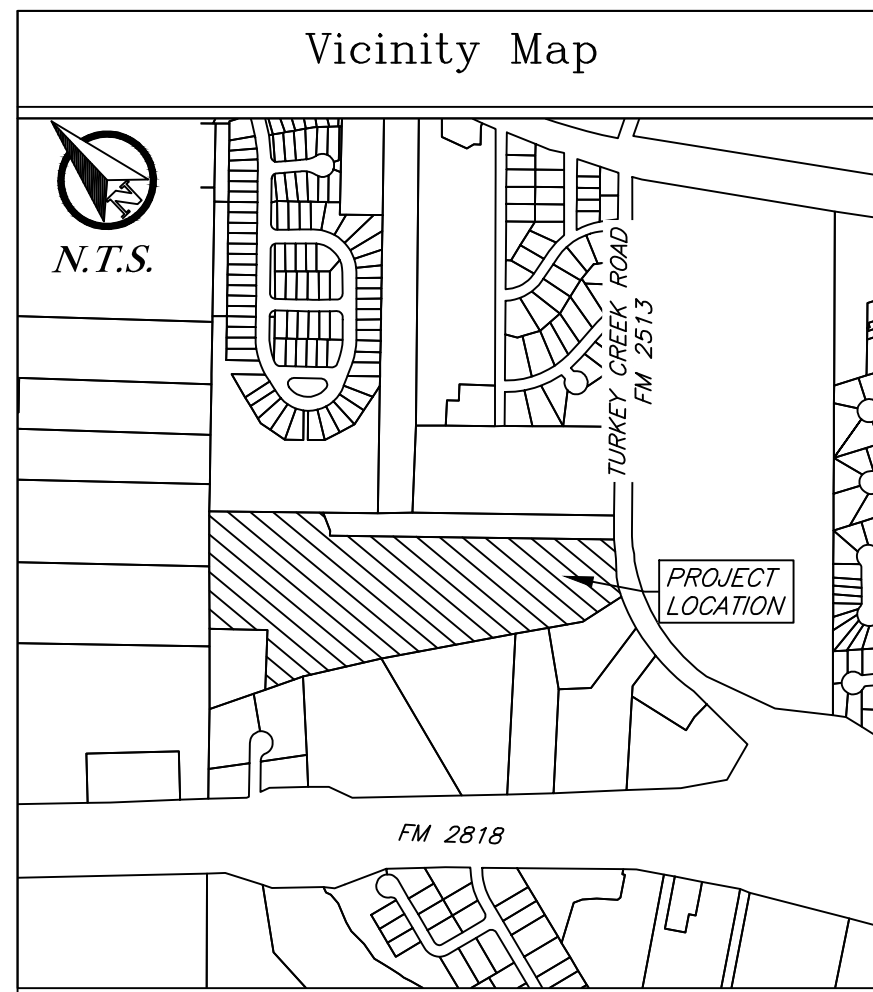 Vicinity Map
N
N.T.S.
TURKEY CREEK ROAD
FM 2513
PROJECT
LOCATION
FM 2818